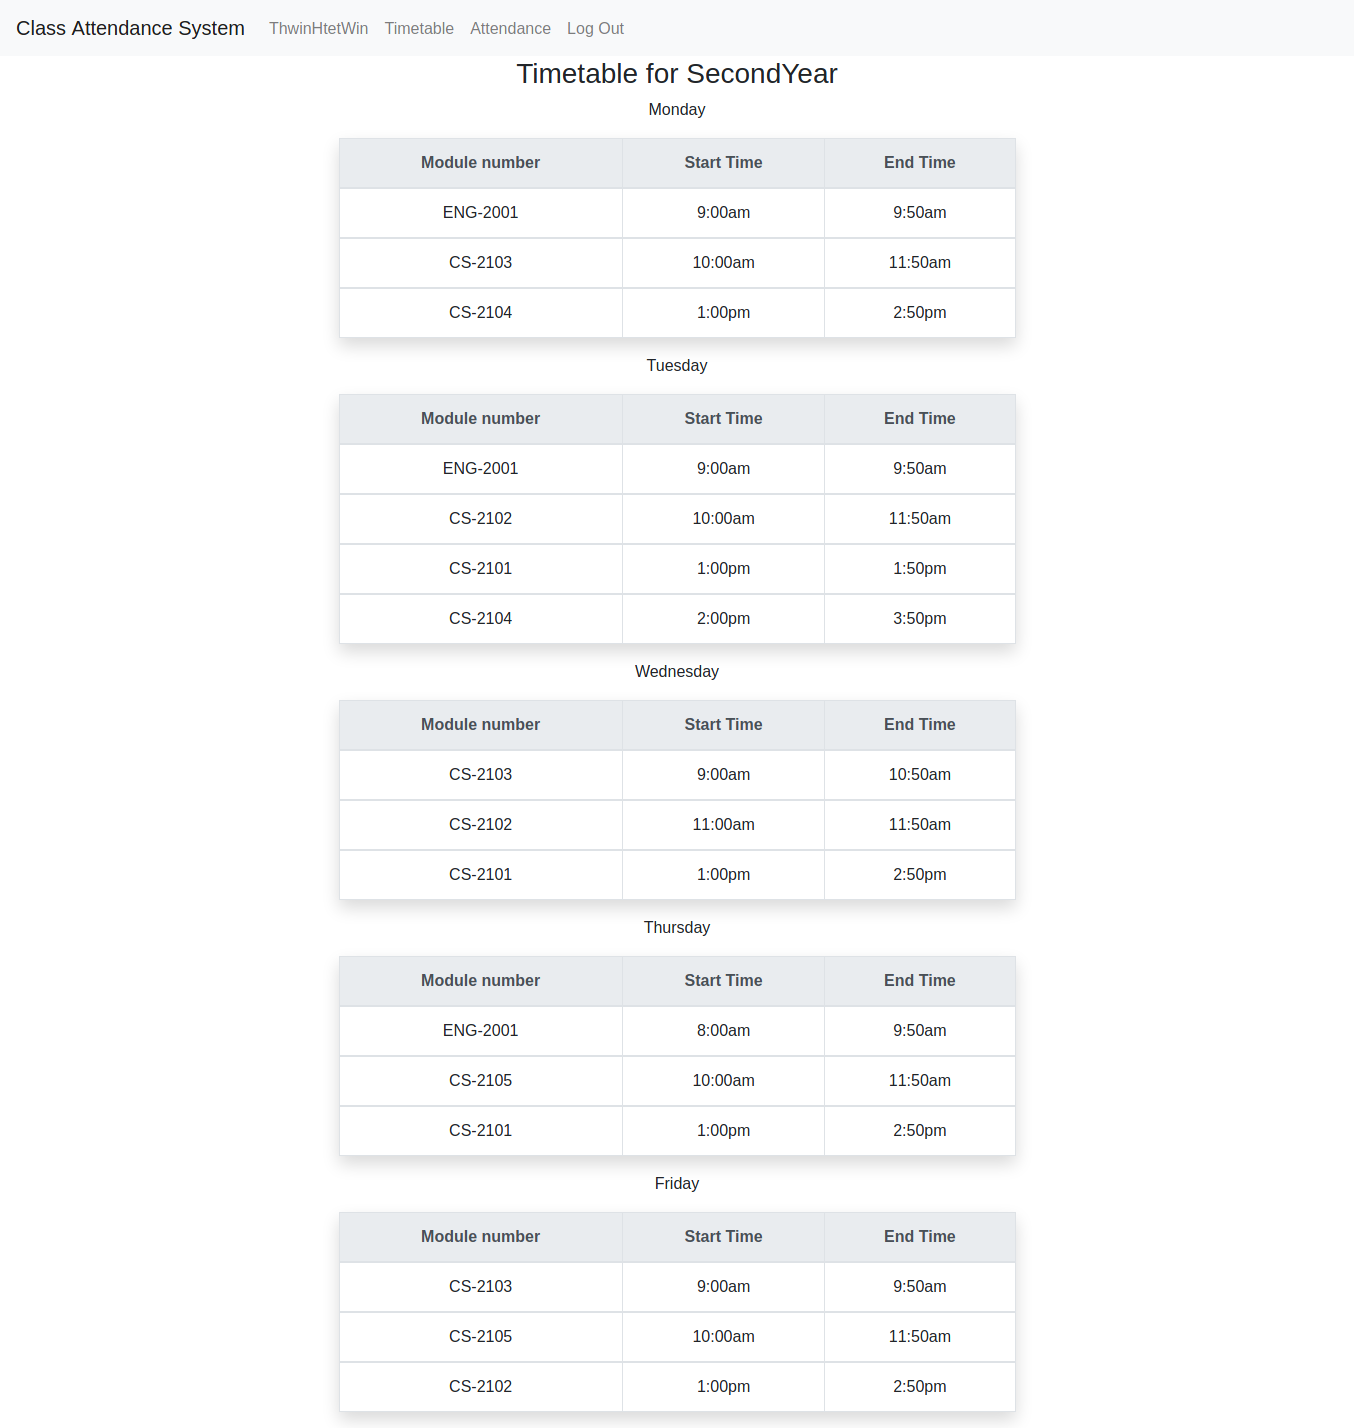 Class Attendance System ThwinHtetWin Timetable Attendance Log Out
Timetable for SecondYear
Monday
Module number Start Time End Time
ENG-2001 9:00am 9:50am
CS-2103 10:00am 11:50am
CS-2104 1:00pm 2:50pm
Tuesday
Module number Start Time End Time
ENG-2001 9:00am 9:50am
CS-2102 10:00am 11:50am
CS-2101 1:00pm 1:50pm
CS-2104 2:00pm 3:50pm
Wednesday
Module number Start Time End Time
CS-2103 9:00am 10:50am
CS-2102 11:00am 11:50am
CS-2101 1:00pm 2:50pm
Thursday
Module number Start Time End Time
ENG-2001 8:00am 9:50am
CS-2105 10:00am 11:50am
CS-2101 1:00pm 2:50pm
Friday
Module number Start Time End Time
CS-2103 9:00am 9:50am
CS-2105 10:00am 11:50am
CS-2102 1:00pm 2:50pm